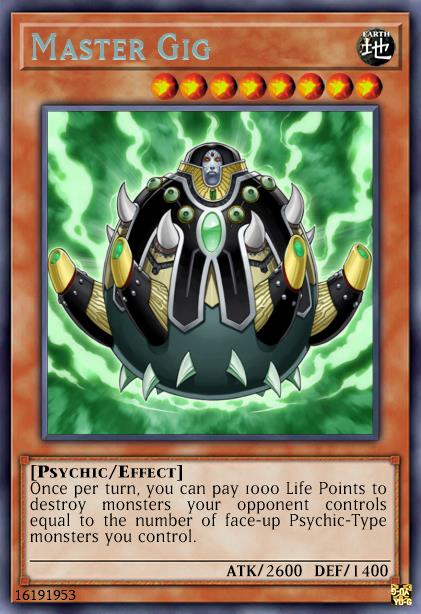 MASTER GIG
EARTH
地
[PSYCHIC/EFFECT]
Once per turn, you can pay 1000 Life Points to
destroy monsters your opponent controls
equal to the number of face-up Psychic-Type
monsters you control.
ATK/2600 DEF/1400
16191953